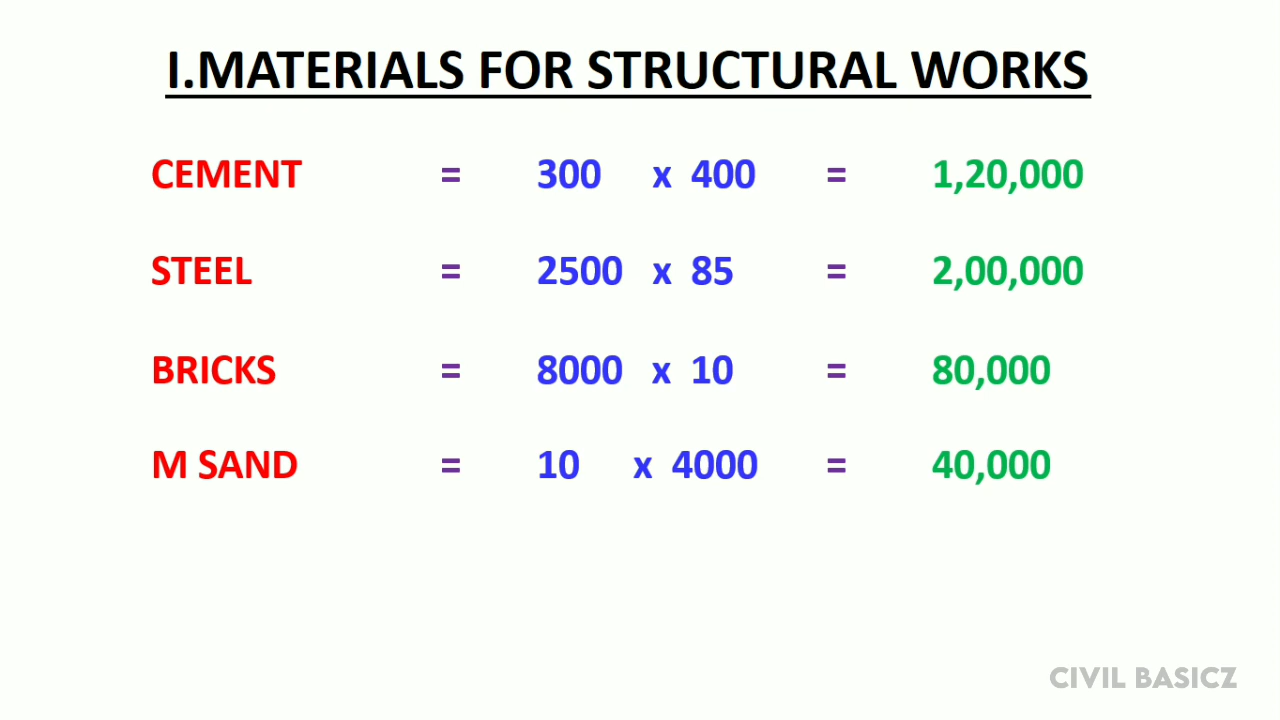 I.MATERIALS FOR STRUCTURAL WORKS
CEMENT = 300 x 400 = 1,20,000
STEEL = 2500 x 85 = 2,00,000
BRICKS = 8000 x 10 = 80,000
M SAND = 10 x 4000 = 40,000
CIVIL BASICZ